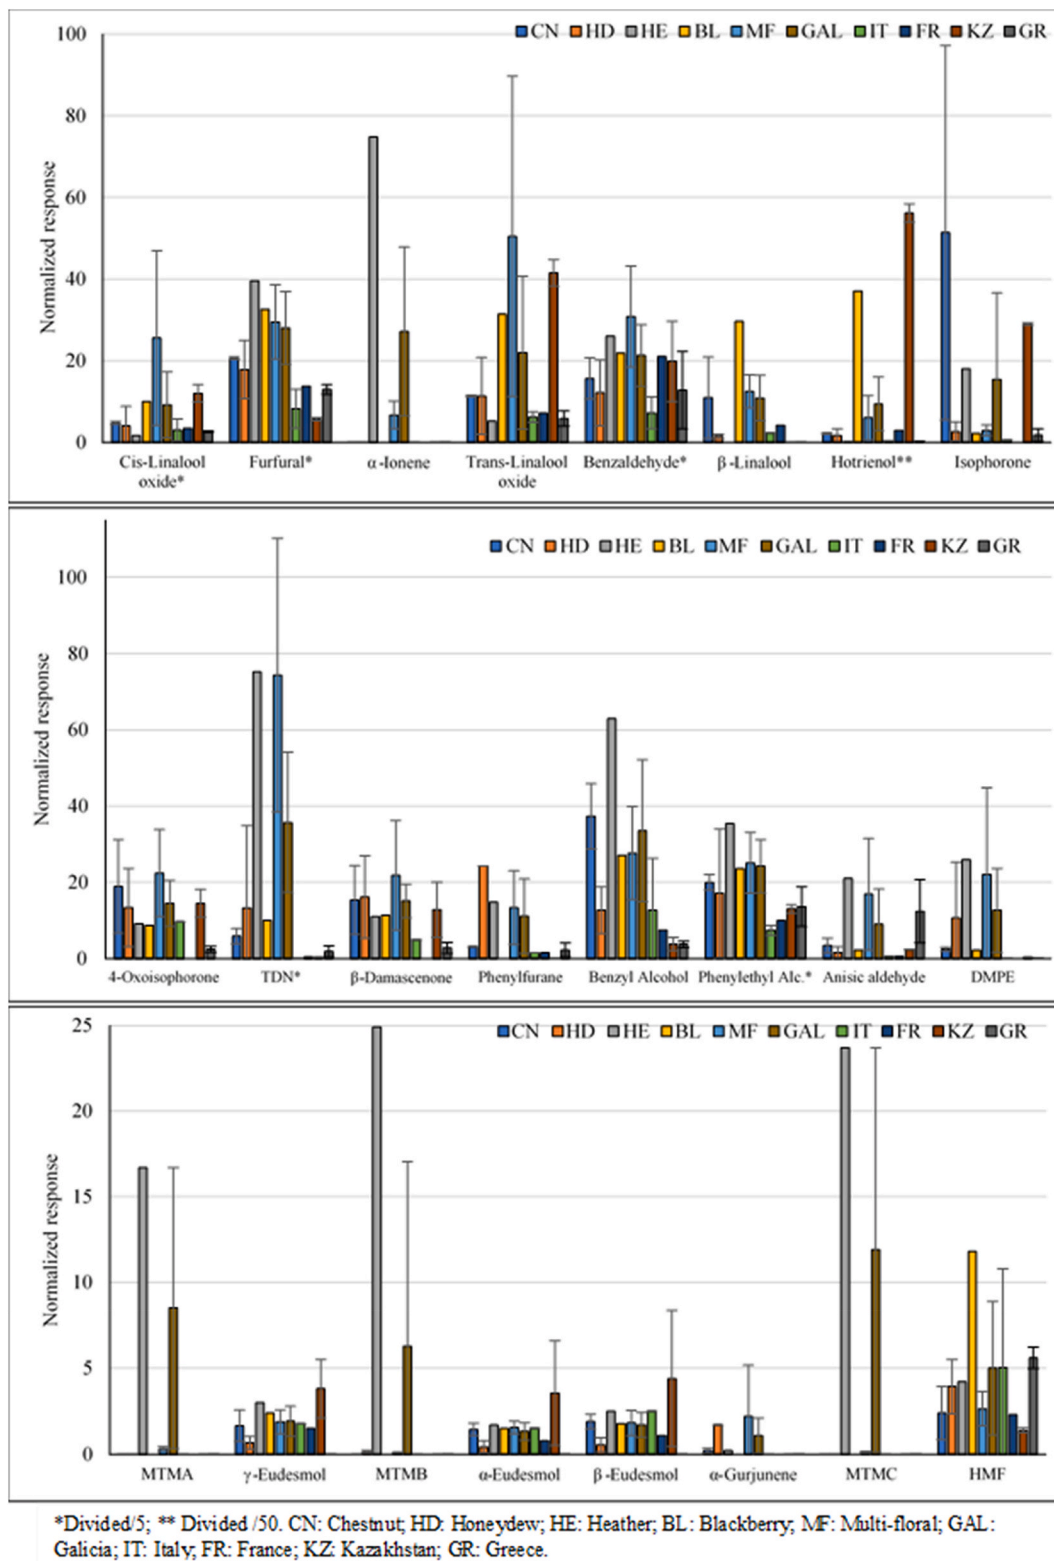 CN HD HE BL MF GAL IT FR KZ GR
100
80
60
40
20
0
Normalized response
Cis-Linalool oxide* Furfural* α-Ionene Trans-Linalool oxide Benzaldehyde* β-Linalool Hotrienol** Isophorone
CN HD HE BL MF GAL IT FR KZ GR
100
80
60
40
20
0
Normalized response
4-Oxoisophorone TDN* β-Damascenone Phenylfurane Benzyl Alcohol Phenylethyl Alc.* Anisic aldehyde DMPE
CN HD HE BL MF GAL IT FR KZ GR
25
20
15
10
5
0
Normalized response
MTMA γ-Eudesmol MTMB α-Eudesmol β-Eudesmol α-Gurjunene MTMC HMF
*Divided/5; ** Divided /50. CN: Chestnut; HD: Honeydew; HE: Heather; BL: Blackberry; MF: Multi-floral; GAL:
Galicia; IT: Italy; FR: France; KZ: Kazakhstan; GR: Greece.